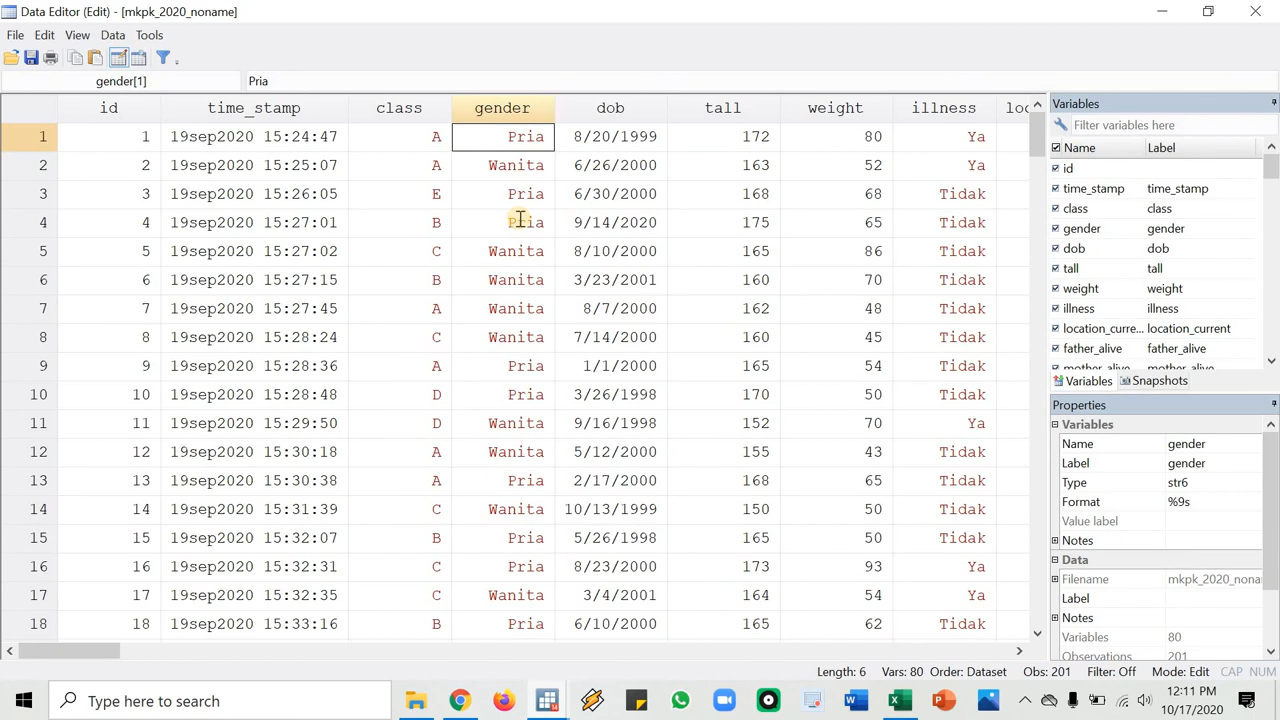 Data Editor (Edit) - [mkpk_2020_noname]
File Edit View Data Tools
gender[1] Pria
id time_stamp class gender dob tall weight illness loc
1 1 19sep2020 15:24:47 A Pria 8/20/1999 172 80 Ya
2 2 19sep2020 15:25:07 A Wanita 6/26/2000 163 52 Ya
3 3 19sep2020 15:26:05 E Pria 6/30/2000 168 68 Tidak
4 4 19sep2020 15:27:01 B Pria 9/14/2020 175 65 Tidak
5 5 19sep2020 15:27:02 C Wanita 8/10/2000 165 86 Tidak
6 6 19sep2020 15:27:15 B Wanita 3/23/2001 160 70 Tidak
7 7 19sep2020 15:27:45 A Wanita 8/7/2000 162 48 Tidak
8 8 19sep2020 15:28:24 C Wanita 7/14/2000 160 45 Tidak
9 9 19sep2020 15:28:36 A Pria 1/1/2000 165 54 Tidak
10 10 19sep2020 15:28:48 D Pria 3/26/1998 170 50 Tidak
11 11 19sep2020 15:29:50 D Wanita 9/16/1998 152 70 Ya
12 12 19sep2020 15:30:18 A Wanita 5/12/2000 155 43 Tidak
13 13 19sep2020 15:30:38 A Pria 2/17/2000 168 65 Tidak
14 14 19sep2020 15:31:39 C Wanita 10/13/1999 150 50 Tidak
15 15 19sep2020 15:32:07 B Pria 5/26/1998 165 50 Tidak
16 16 19sep2020 15:32:31 C Pria 8/23/2000 173 93 Ya
17 17 19sep2020 15:32:35 C Wanita 3/4/2001 164 54 Ya
18 18 19sep2020 15:33:16 B Pria 6/10/2000 165 62 Tidak
Variables
Filter variables here
Name Label
id
time_stamp time_stamp
class class
gender gender
dob dob
tall tall
weight weight
illness illness
location_curre... location_current
father_alive father_alive
mother_alive mother_alive
Variables Snapshots
Properties
Variables
Name gender
Label gender
Type str6
Format %9s
Value label
Notes
Data
Filename mkpk_2020_nona
Label
Notes
Variables 80
Observations 201
Length: 6 Vars: 80 Order: Dataset Obs: 201 Filter: Off Mode: Edit CAP NUM
Type here to search
12:11 PM
10/17/2020